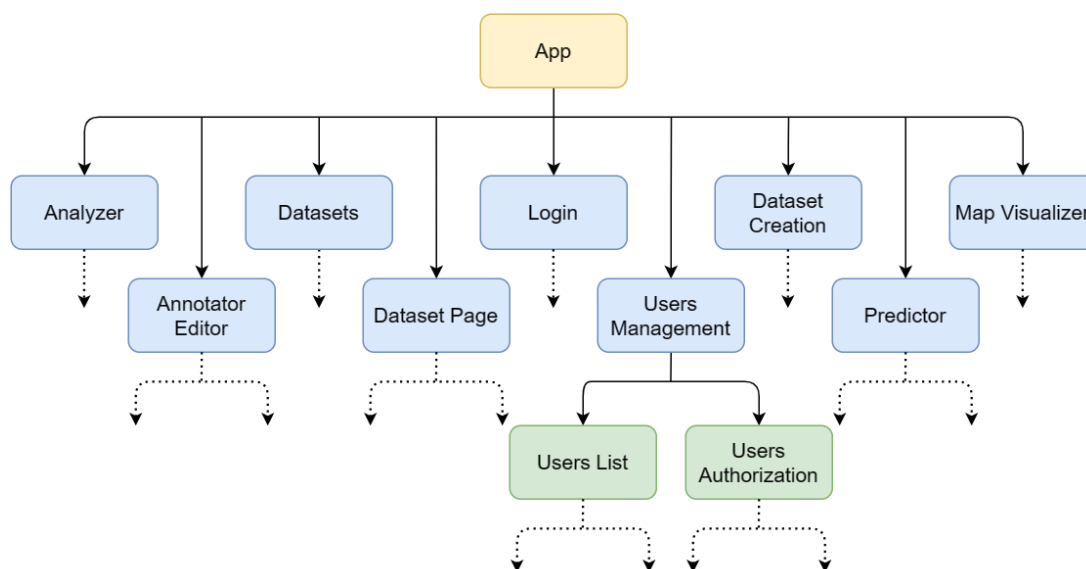 App
Analyzer
Datasets
Login
Dataset
Creation
Map Visualizer
Annotator
Editor
Dataset Page
Users
Management
Predictor
Users List
Users
Authorization